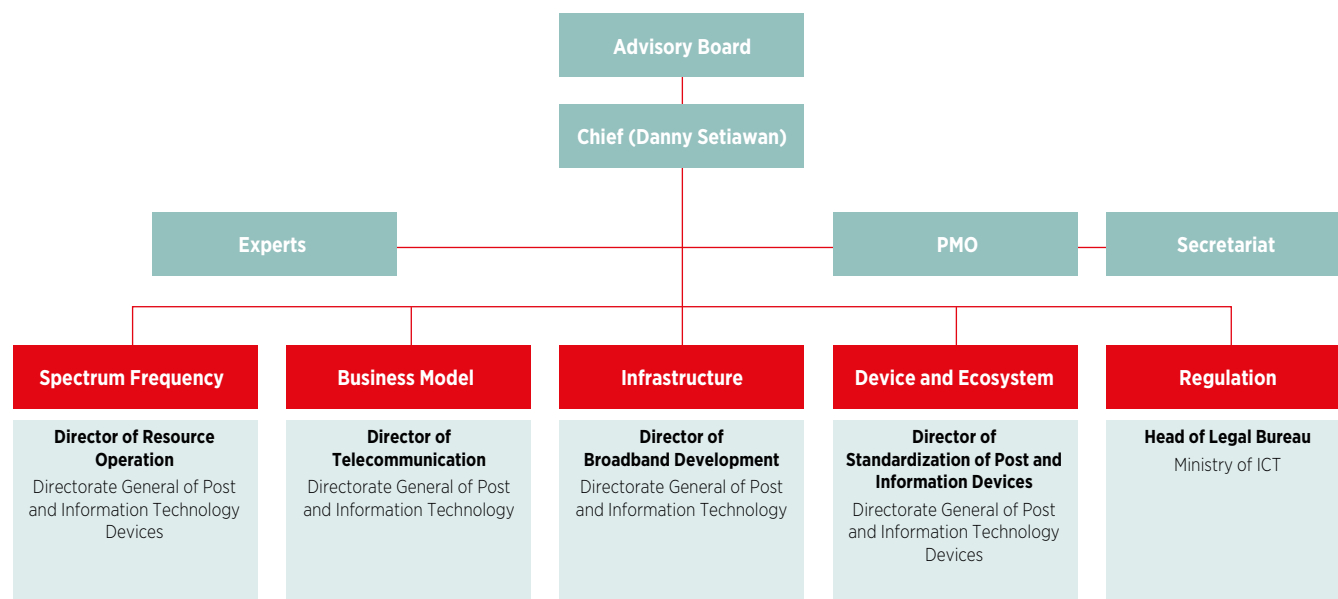 Advisory Board
Chief (Danny Setiawan)
Experts
PMO
Secretariat
Spectrum Frequency
Business Model
Infrastructure
Device and Ecosystem
Regulation
Director of Resource
Operation
Directorate General of Post
and Information Technology
Devices
Director of
Telecommunication
Directorate General of Post
and Information Technology
Director of
Broadband Development
Directorate General of Post
and Information Technology
Director of
Standardization of Post and
Information Devices
Directorate General of Post
and Information Technology
Devices
Head of Legal Bureau
Ministry of ICT